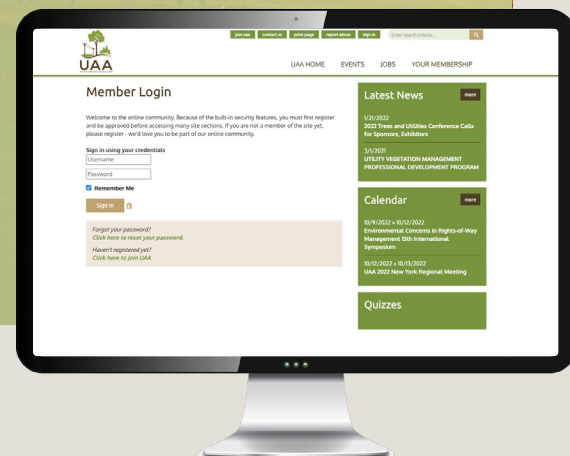 join uaa contact us print page report abuse sign in Enter search criteria...
UAA
UAA HOME EVENTS JOBS YOUR MEMBERSHIP
Member Login
Welcome to the online community. Because of the built-in security features, you must first register
and be approved before accessing many site sections. If you are not a member of the site yet,
please register - we'd love you to be part of our online community.
Sign in using your credentials
Username
Password
Remember Me
Sign In
Forgot your password?
Click here to reset your password.
Haven't registered yet?
Click here to Join UAA
Latest News more
1/21/2022
2022 Trees and Utilities Conference Calls
for Sponsors, Exhibitors
3/1/2021
UTILITY VEGETATION MANAGEMENT
PROFESSIONAL DEVELOPMENT PROGRAM
Calendar more
10/9/2022 » 10/12/2022
Environmental Concerns in Rights-of-Way
Management 13th International
Symposium
10/12/2022 » 10/13/2022
UAA 2022 New York Regional Meeting
Quizzes